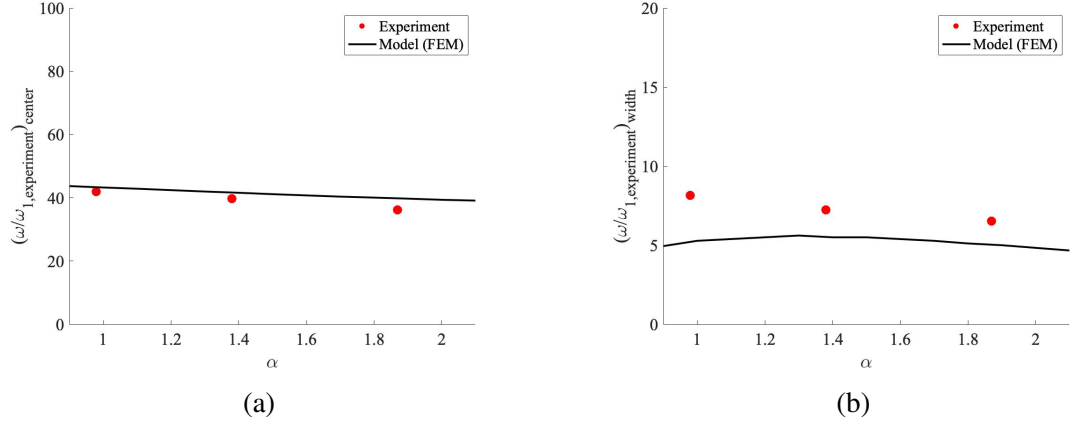 100
80
60
40
20
0
(ω/ω1,experiment)center
Experiment
Model (FEM)
1
1.2
1.4
1.6
1.8
2
α
(a)
20
15
10
5
0
(ω/ω1,experiment)width
Experiment
Model (FEM)
1
1.2
1.4
1.6
1.8
2
α
(b)